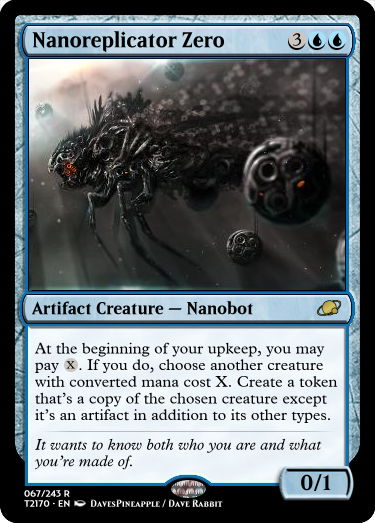 Nanoreplicator Zero 3
Artifact Creature — Nanobot
At the beginning of your upkeep, you may
pay X. If you do, choose another creature
with converted mana cost X. Create a token
that's a copy of the chosen creature except
it's an artifact in addition to its other types.
It wants to know both who you are and what
you're made of.
0/1
067/243 R
T2170 · EN DavesPineapple / Dave Rabbit